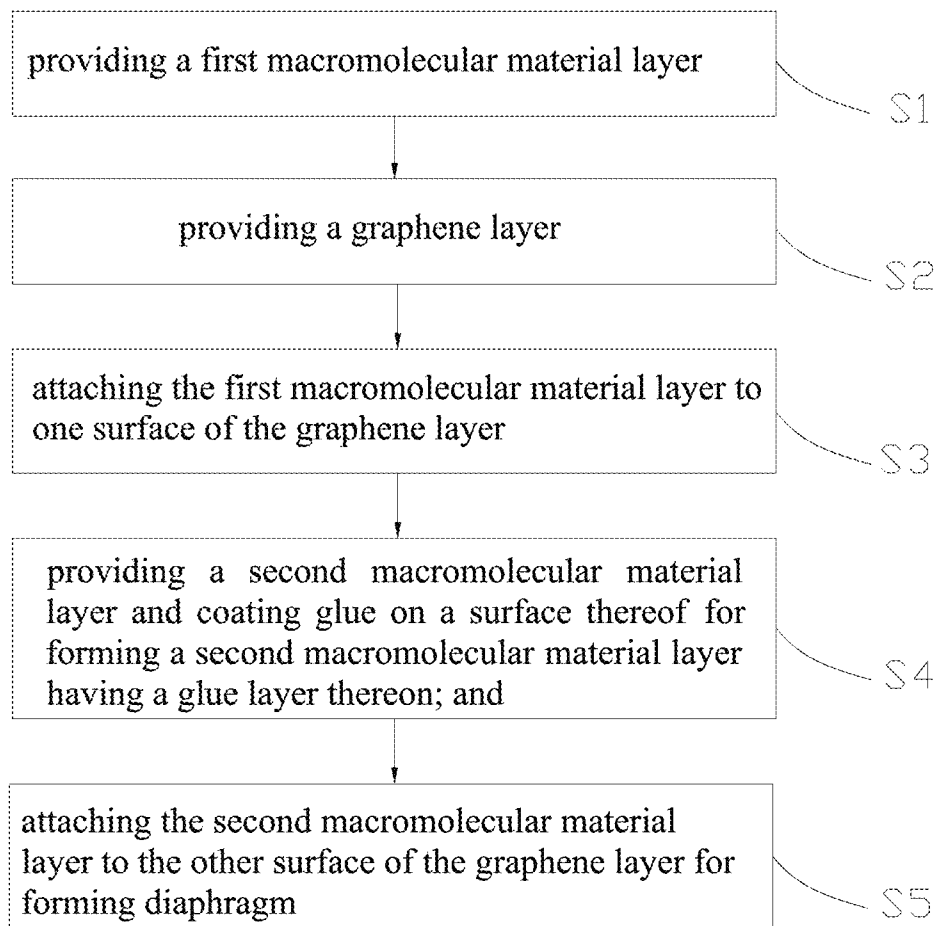 providing a first macromolecular material layer
S1
providing a graphene layer
S2
attaching the first macromolecular material layer to
one surface of the graphene layer
S3
providing a second macromolecular material
layer and coating glue on a surface thereof for
forming a second macromolecular material layer
having a glue layer thereon; and
S4
attaching the second macromolecular material
layer to the other surface of the graphene layer for
forming diaphragm
S5